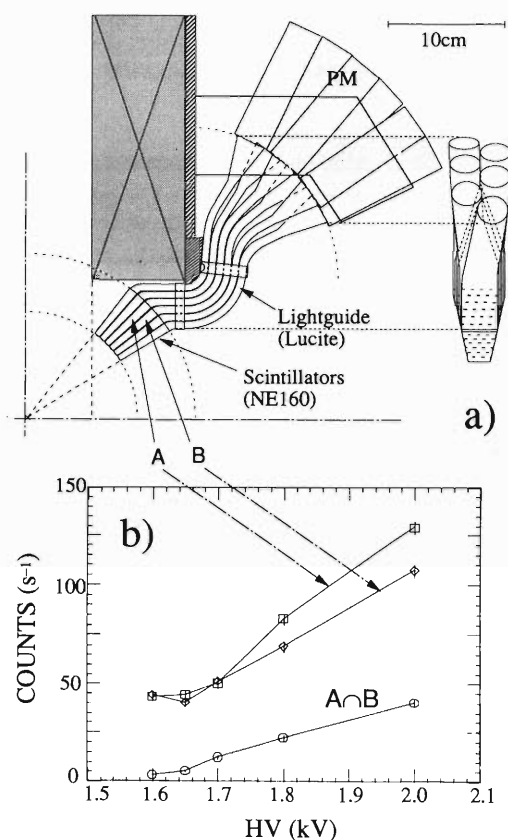 10cm
PM
Lightguide
(Lucite)
Scintillators
(NE160)
a)
A B
b)
150
100
50
0
COUNTS (s⁻¹)
A∩B
1.5 1.6 1.7 1.8 1.9 2.0 2.1
HV (kV)